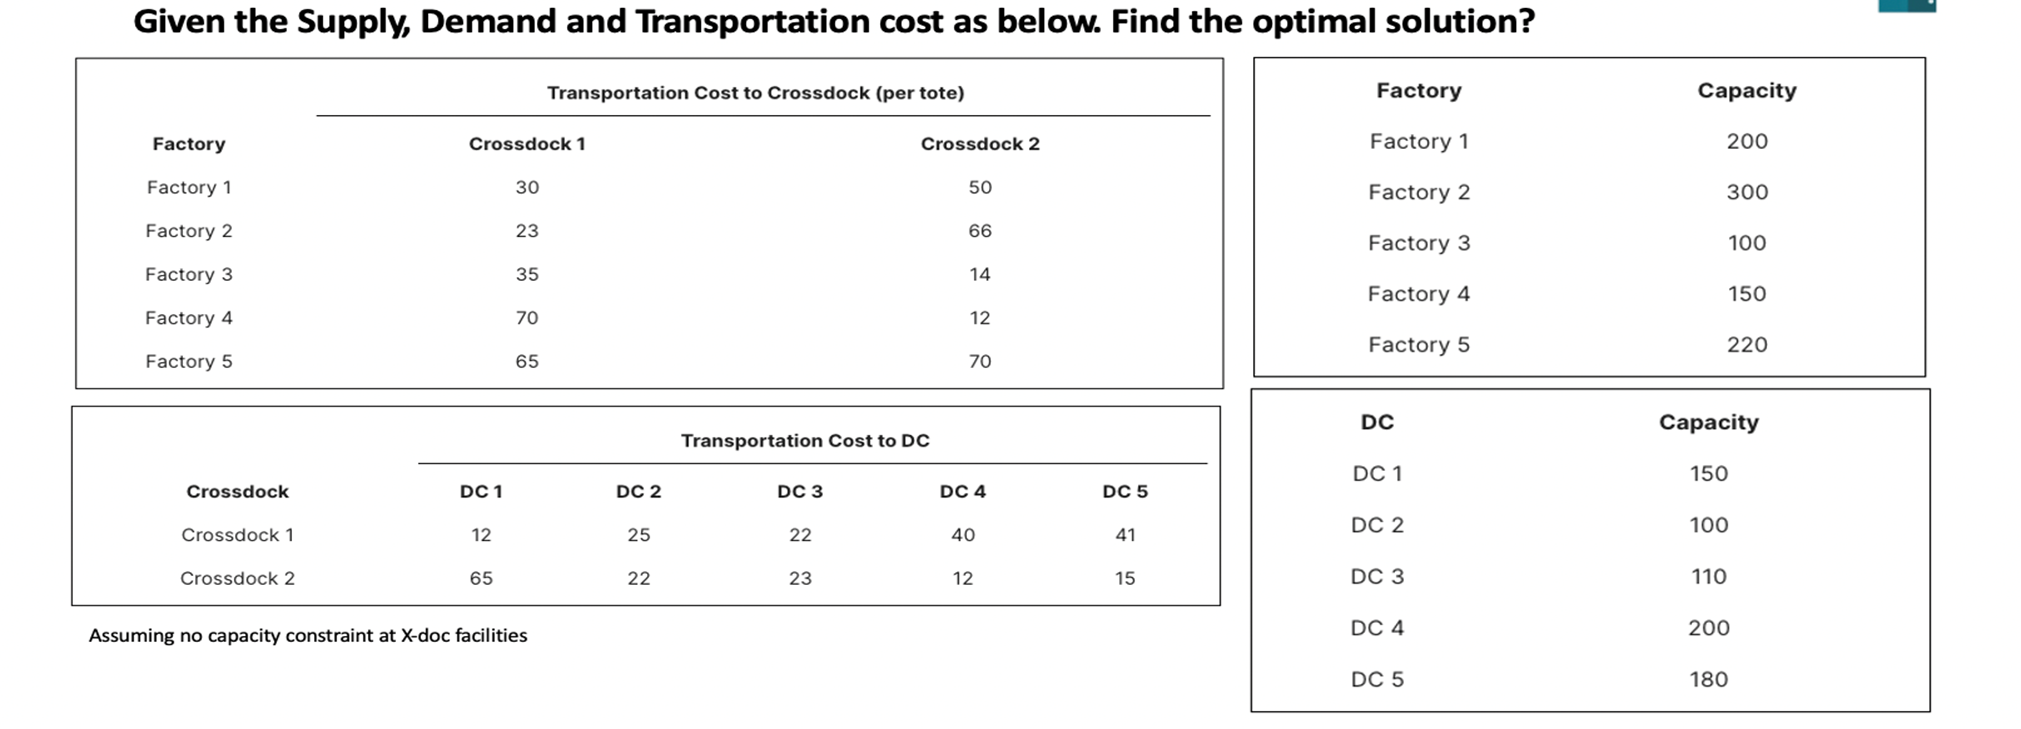 Given the Supply, Demand and Transportation cost as below. Find the optimal solution?
Transportation Cost to Crossdock (per tote)
Factory Crossdock 1 Crossdock 2
Factory 1 30 50
Factory 2 23 66
Factory 3 35 14
Factory 4 70 12
Factory 5 65 70
Factory Capacity
Factory 1 200
Factory 2 300
Factory 3 100
Factory 4 150
Factory 5 220
Transportation Cost to DC
Crossdock DC 1 DC 2 DC 3 DC 4 DC 5
Crossdock 1 12 25 22 40 41
Crossdock 2 65 22 23 12 15
Assuming no capacity constraint at X-doc facilities
DC Capacity
DC 1 150
DC 2 100
DC 3 110
DC 4 200
DC 5 180